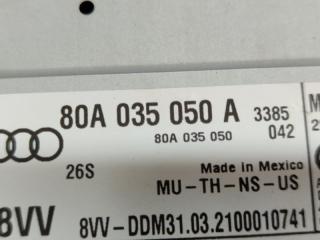 80A 035 050 A 3385
80A 035 050 042
26S
Made in Mexico
MU-TH-NS-US
8VV 8VV-DDM31.03.2100010741